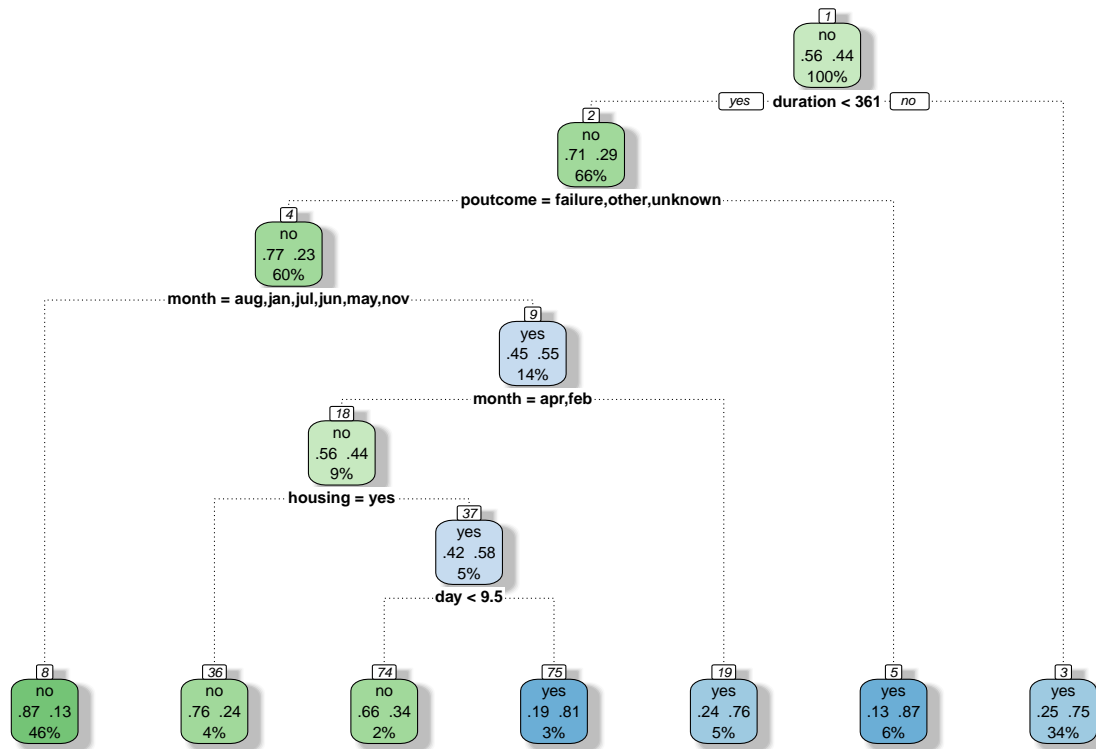 1
no
.56 .44
100%
yes duration < 361 no
2
no
.71 .29
66%
poutcome = failure,other,unknown
4
no
.77 .23
60%
month = aug,jan,jul,jun,may,nov
9
yes
.45 .55
14%
month = apr,feb
18
no
.56 .44
9%
housing = yes
37
yes
.42 .58
5%
day < 9.5
8
no
.87 .13
46%
36
no
.76 .24
4%
74
no
.66 .34
2%
75
yes
.19 .81
3%
19
yes
.24 .76
5%
5
yes
.13 .87
6%
3
yes
.25 .75
34%